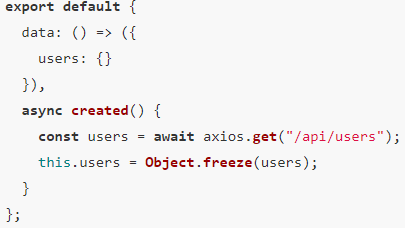 export default {
  data: () => ({
    users: {}
  }),
  async created() {
    const users = await axios.get("/api/users");
    this.users = Object.freeze(users);
  }
};